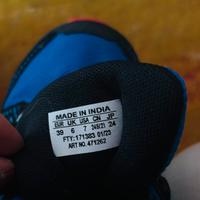 MADE IN INDIA
EUR UK USA CN JP
39 6 7 245(2) 24
FTY: 171383 01/23
ART NO. 471262